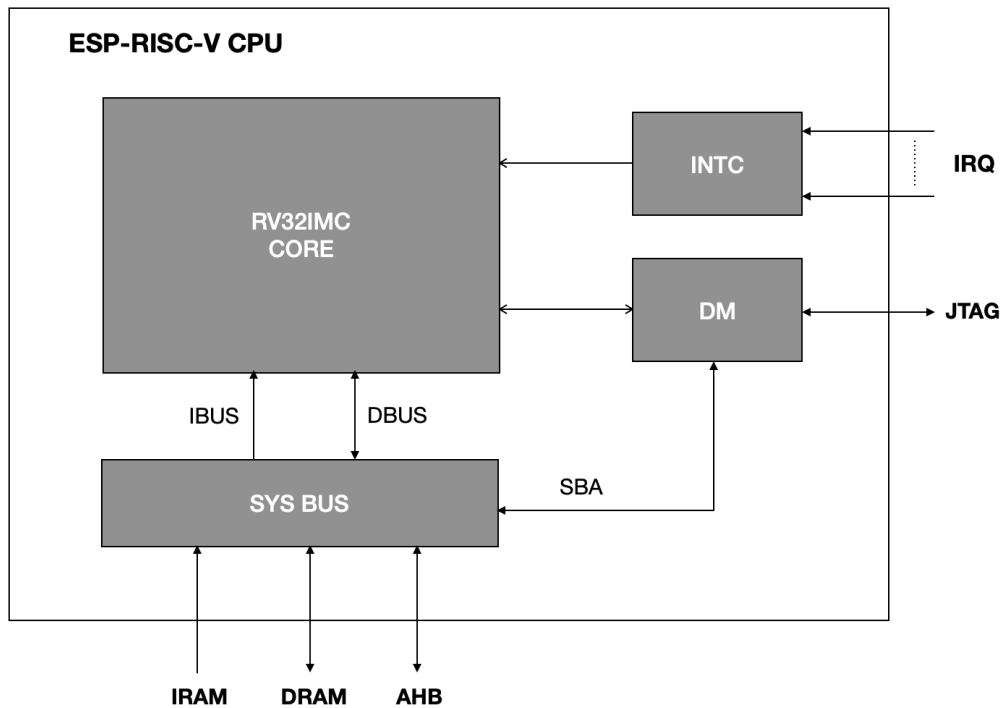 ESP-RISC-V CPU
RV32IMC
CORE
INTC
IRQ
DM
JTAG
IBUS
DBUS
SYS BUS
SBA
IRAM
DRAM
AHB